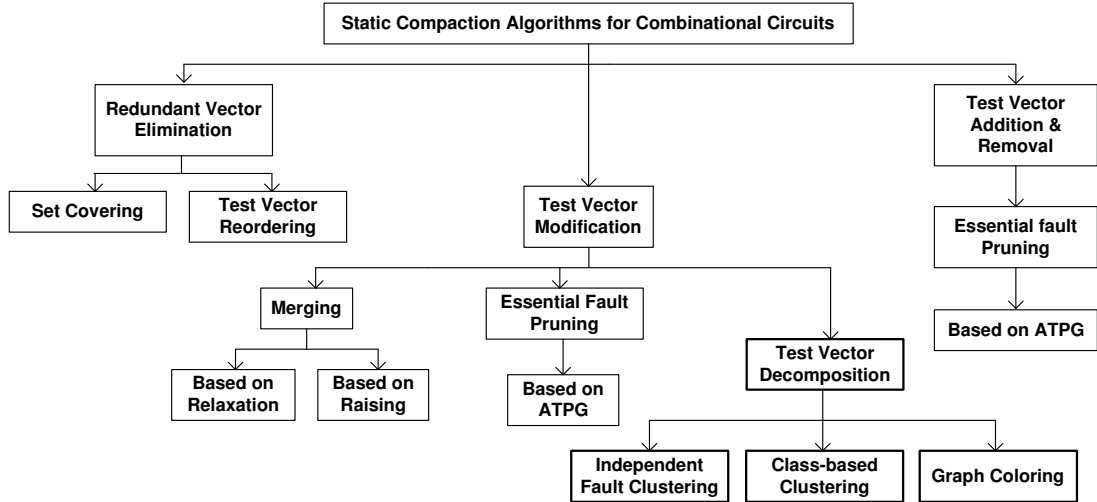 Static Compaction Algorithms for Combinational Circuits
Redundant Vector
Elimination
Test Vector
Addition &
Removal
Set Covering
Test Vector
Reordering
Test Vector
Modification
Essential fault
Pruning
Merging
Essential Fault
Pruning
Based on ATPG
Test Vector
Decomposition
Based on
Relaxation
Based on
Raising
Based on
ATPG
Independent
Fault Clustering
Class-based
Clustering
Graph Coloring